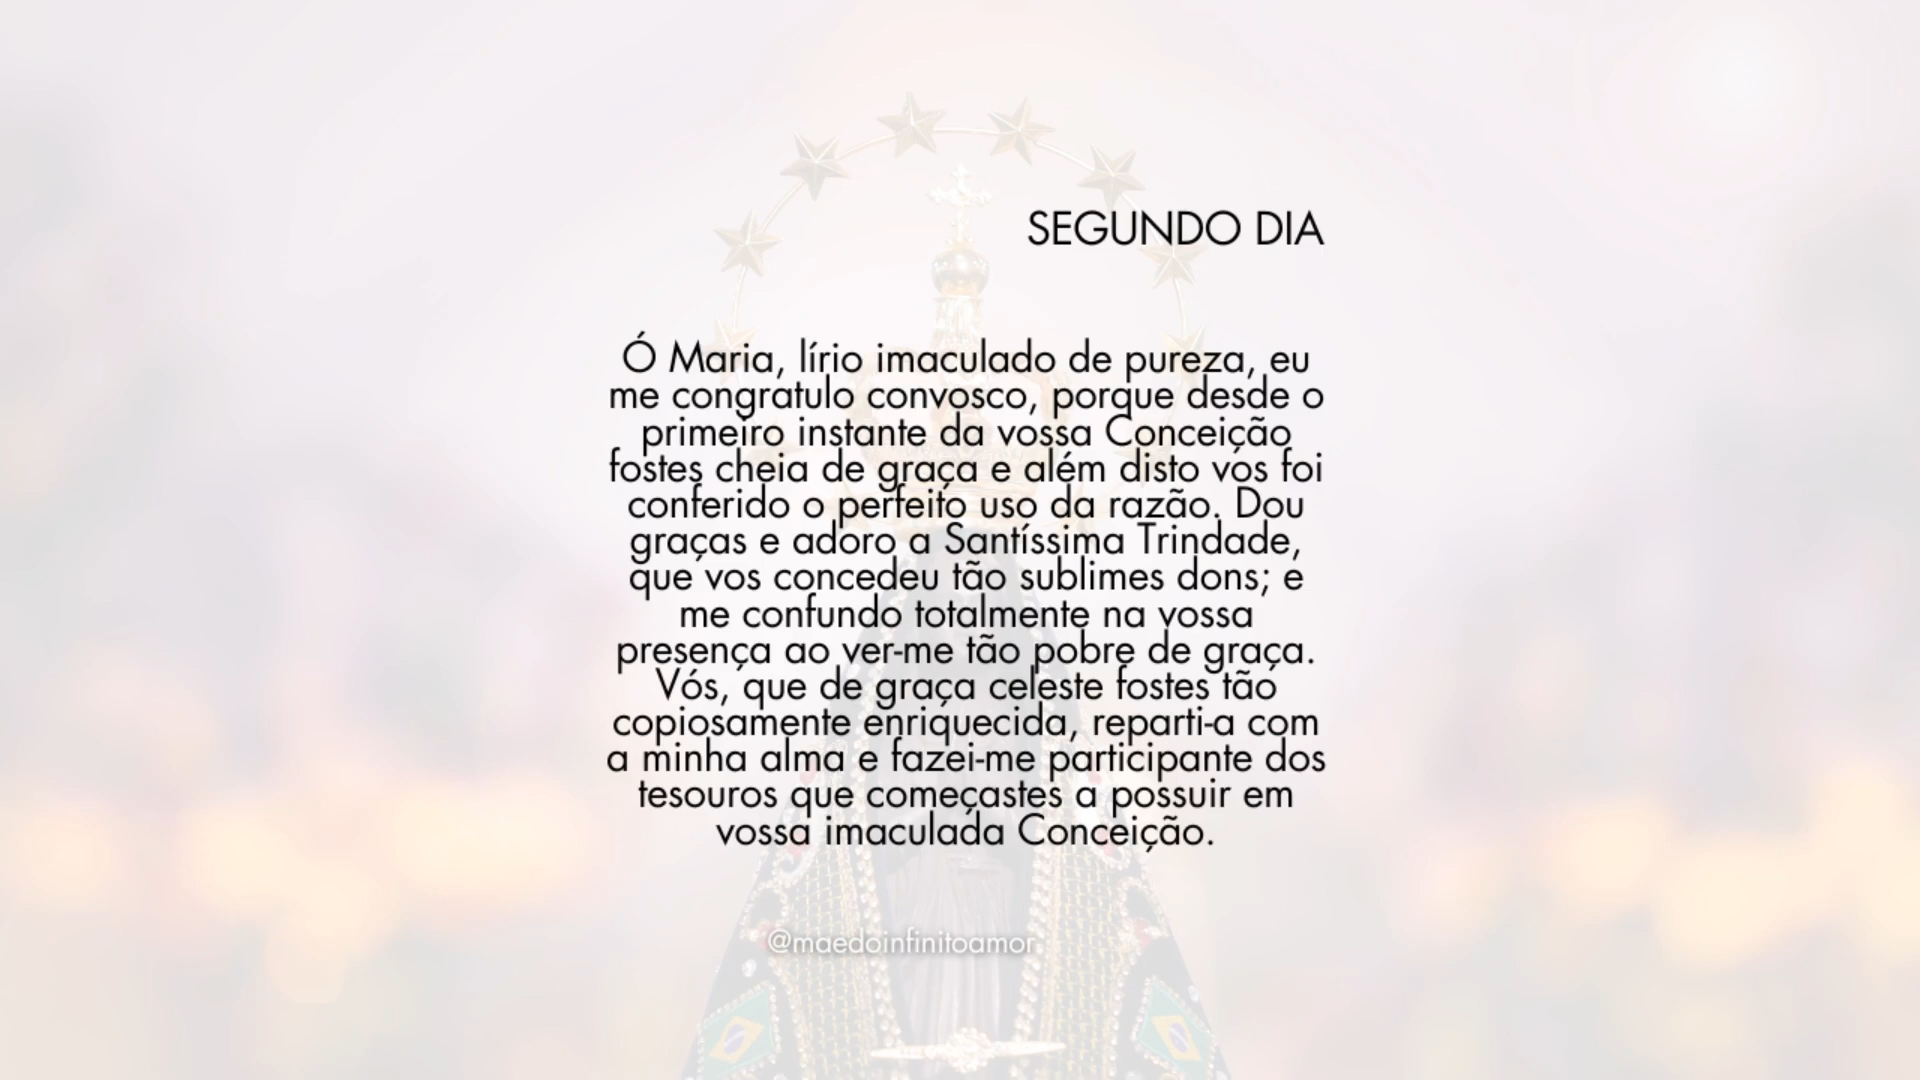 SEGUNDO DIA
Ó Maria, lírio imaculado de pureza, eu
me congratulo convosco, porque desde o
primeiro instante da vossa Conceição
fostes cheia de graça e além disto vós foi
conferido o perfeito uso da razão. Dou
graças e adoro a Santíssima Trindade,
que vos concedeu tão sublimes dons; e
me confundo totalmente na vossa
presença ao ver-me tão pobre de graça.
Vós, que de graça celeste fostes tão
copiosamente enriquecida, reparti-a com
a minha alma e fazei-me participante dos
tesouros que começastes a possuir em
vossa imaculada Conceição.
@maedoinfinitoamor